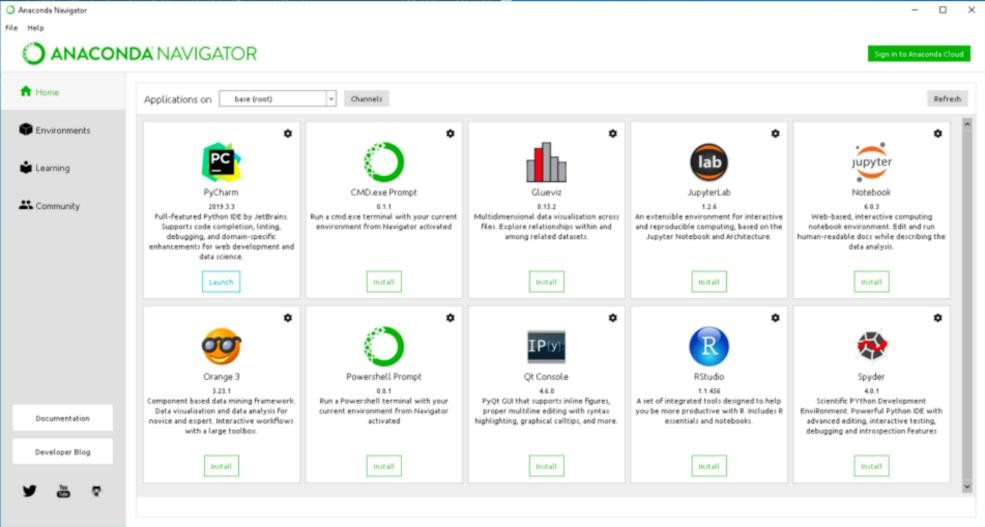 Anaconda Navigator
File Help
ANACONDA NAVIGATOR
Sign in to Anaconda Cloud
Home
Environments
Learning
Community
Documentation
Developer Blog
You
Tube
Applications on base (root) Channels Refresh
PC
PyCharm
2019.3.3
Full-featured Python IDE by JetBrains.
Supports code completion, linting,
debugging, and domain-specific
enhancements for web development and
data science.
Launch
CMD.exe Prompt
0.1.1
Run a cmd.exe terminal with your current
environment from Navigator activated
Install
Glueviz
0.15.2
Multidimensional data visualization across
files. Explore relationships within and
among related datasets.
Install
lab
JupyterLab
1.2.6
An extensible environment for interactive
and reproducible computing, based on the
Jupyter Notebook and Architecture.
Install
jupyter
Notebook
6.0.3
Web-based, interactive computing
notebook environment. Edit and run
human-readable docs while describing the
data analysis.
Install
Orange 3
3.23.1
Component based data mining framework.
Data visualization and data analysis for
novice and expert. Interactive workflows
with a large toolbox.
Install
Powershell Prompt
0.0.1
Run a Powershell terminal with your
current environment from Navigator
activated
Install
IP[y]:
Qt Console
4.6.0
PyQt GUI that supports inline figures,
proper multiline editing with syntax
highlighting, graphical calltips, and more.
Install
R
RStudio
1.1.456
A set of integrated tools designed to help
you be more productive with R. Includes R
essentials and notebooks.
Install
Spyder
4.0.1
Scientific PYthon Development
EnviRonment. Powerful Python IDE with
advanced editing, interactive testing,
debugging and introspection features
Install